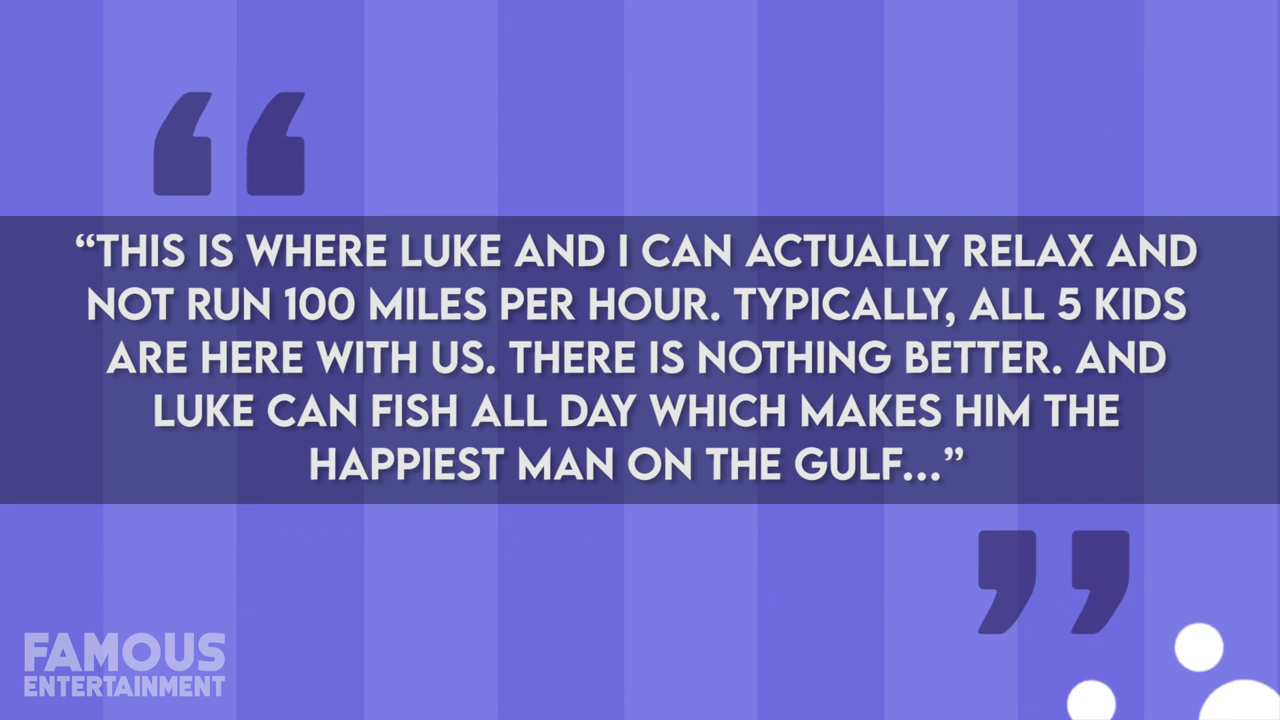 “THIS IS WHERE LUKE AND I CAN ACTUALLY RELAX AND
NOT RUN 100 MILES PER HOUR. TYPICALLY, ALL 5 KIDS
ARE HERE WITH US. THERE IS NOTHING BETTER. AND
LUKE CAN FISH ALL DAY WHICH MAKES HIM THE
HAPPIEST MAN ON THE GULF...”
FAMOUS
ENTERTAINMENT